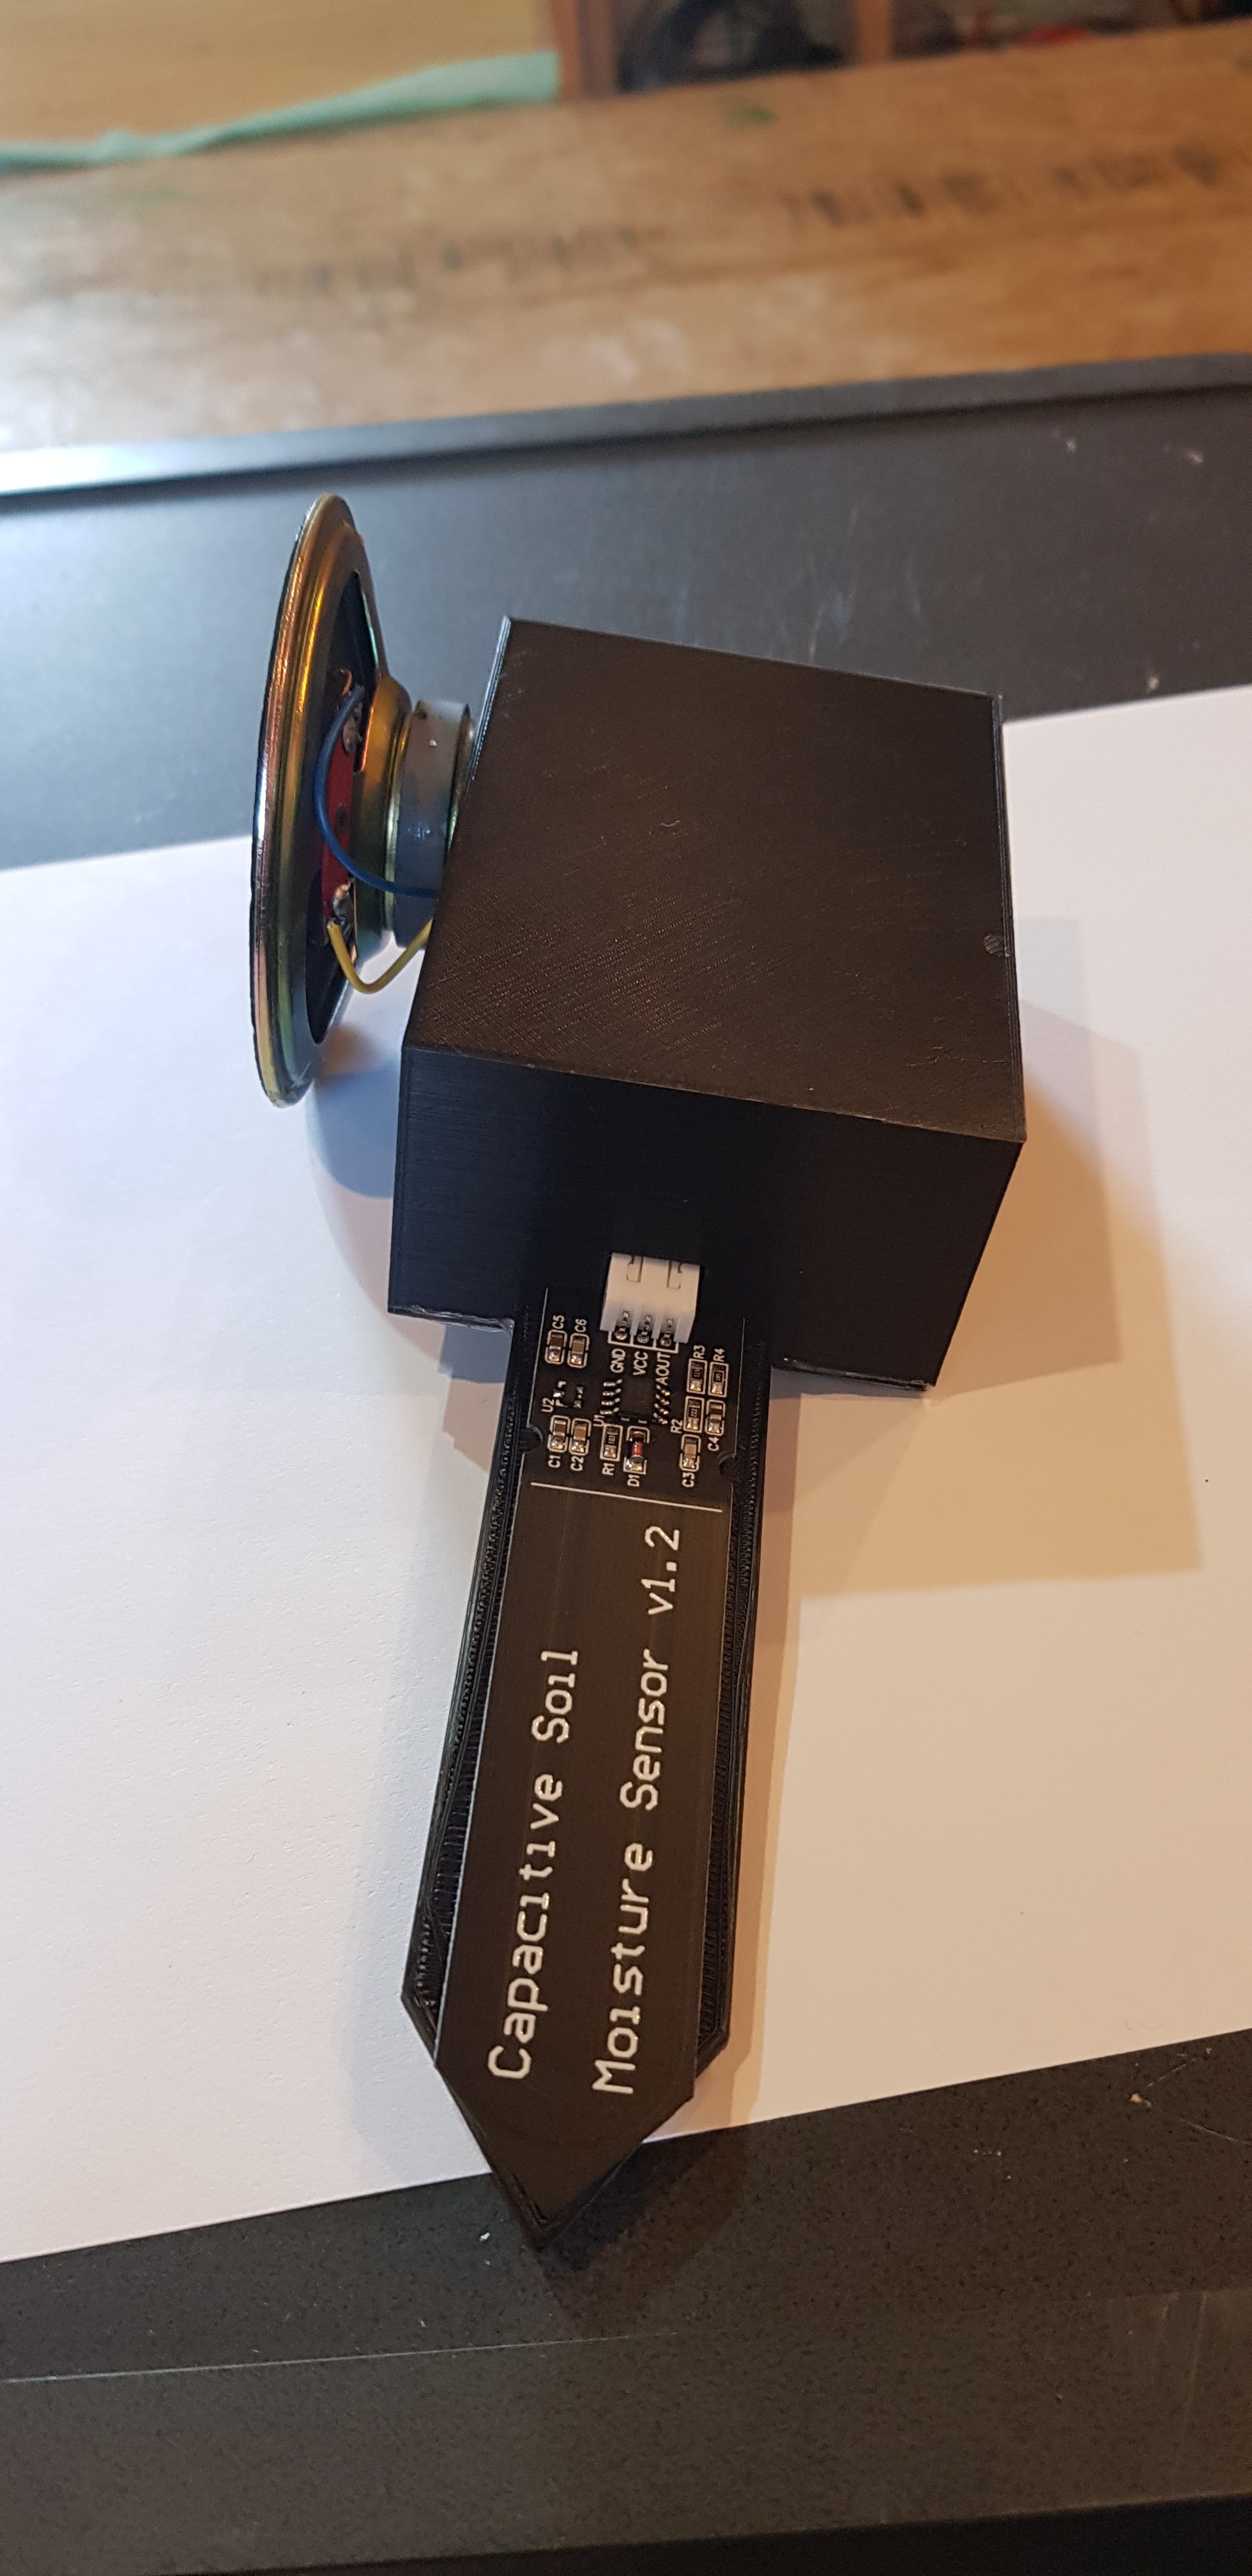 Capacitive Soil
Moisture Sensor v1.2
C5
C6
GND
VCC
AOUT
R3
R4
U2
U1
R2
C4
C1
C2
R1
D1
C3